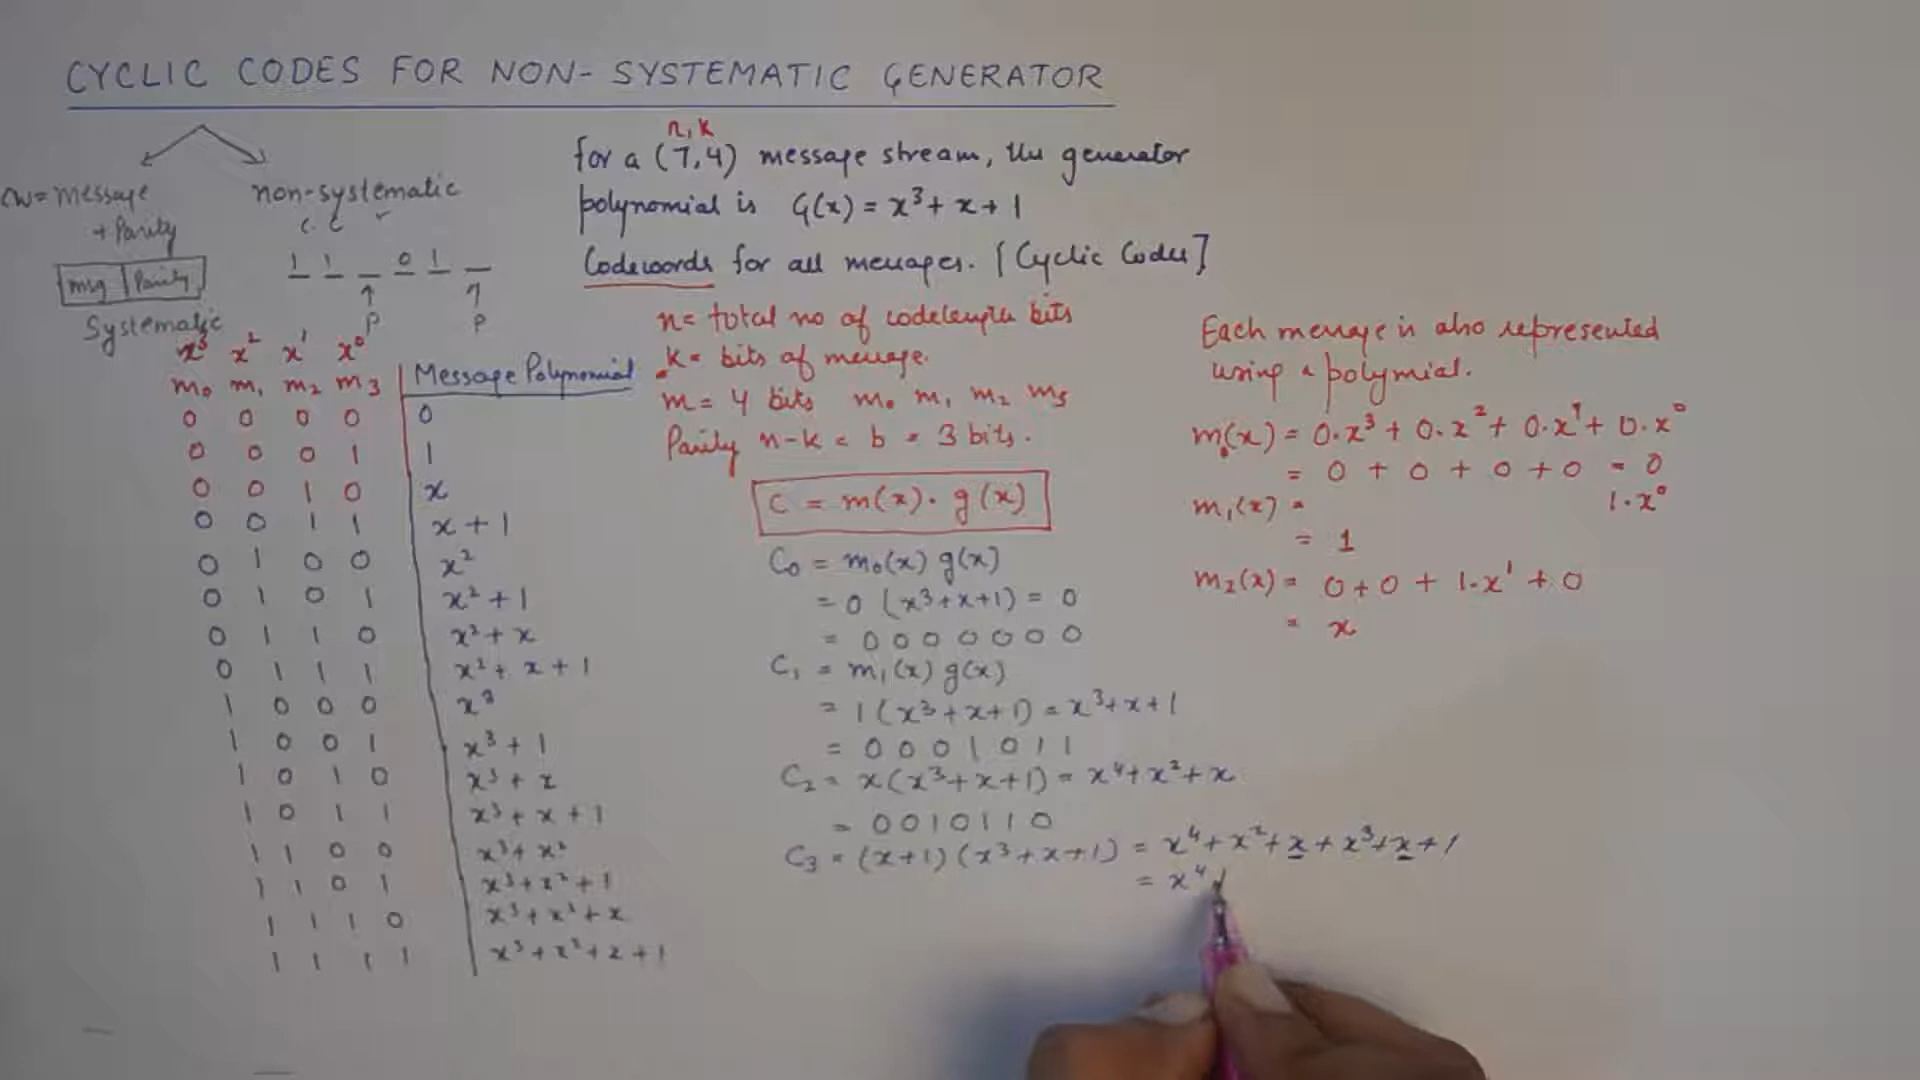 CYCLIC CODES FOR NON-SYSTEMATIC GENERATOR
cw = message
+ Parity
msg | Parity
Systematic
non-systematic
C. C
1 1 _ 0 1 _
↑ ↑
P P
n, k
for a (7,4) message stream, the generator
polynomial is G(x) = x³ + x + 1
Codewords for all messages. [Cyclic Codes]
x³ x² x¹ x⁰
m₀ m₁ m₂ m₃ | Message Polynomial
0 0 0 0 | 0
0 0 0 1 | 1
0 0 1 0 | x
0 0 1 1 | x + 1
0 1 0 0 | x²
0 1 0 1 | x² + 1
0 1 1 0 | x² + x
0 1 1 1 | x² + x + 1
1 0 0 0 | x³
1 0 0 1 | x³ + 1
1 0 1 0 | x³ + x
1 0 1 1 | x³ + x + 1
1 1 0 0 | x³ + x²
1 1 0 1 | x³ + x² + 1
1 1 1 0 | x³ + x² + x
1 1 1 1 | x³ + x² + x + 1
n = total no of codelength bits
k = bits of message.
m = 4 bits m₀ m₁ m₂ m₃
Parity n-k = b = 3 bits.
C = m(x) . g(x)
C₀ = m₀(x) g(x)
= 0 (x³+x+1) = 0
= 0 0 0 0 0 0 0
C₁ = m₁(x) g(x)
= 1 (x³+x+1) = x³+x+1
= 0 0 0 1 0 1 1
C₂ = x(x³+x+1) = x⁴+x²+x
= 0 0 1 0 1 1 0
C₃ = (x+1) (x³+x+1) = x⁴+x²+x+x³+x+1
= x⁴+
Each message is also represented
using a polymial.
m₀(x) = 0.x³ + 0.x² + 0.x¹ + 0.x⁰
= 0 + 0 + 0 + 0 = 0
m₁(x) = 1.x⁰
= 1
m₂(x) = 0+0 + 1.x¹ + 0
= x